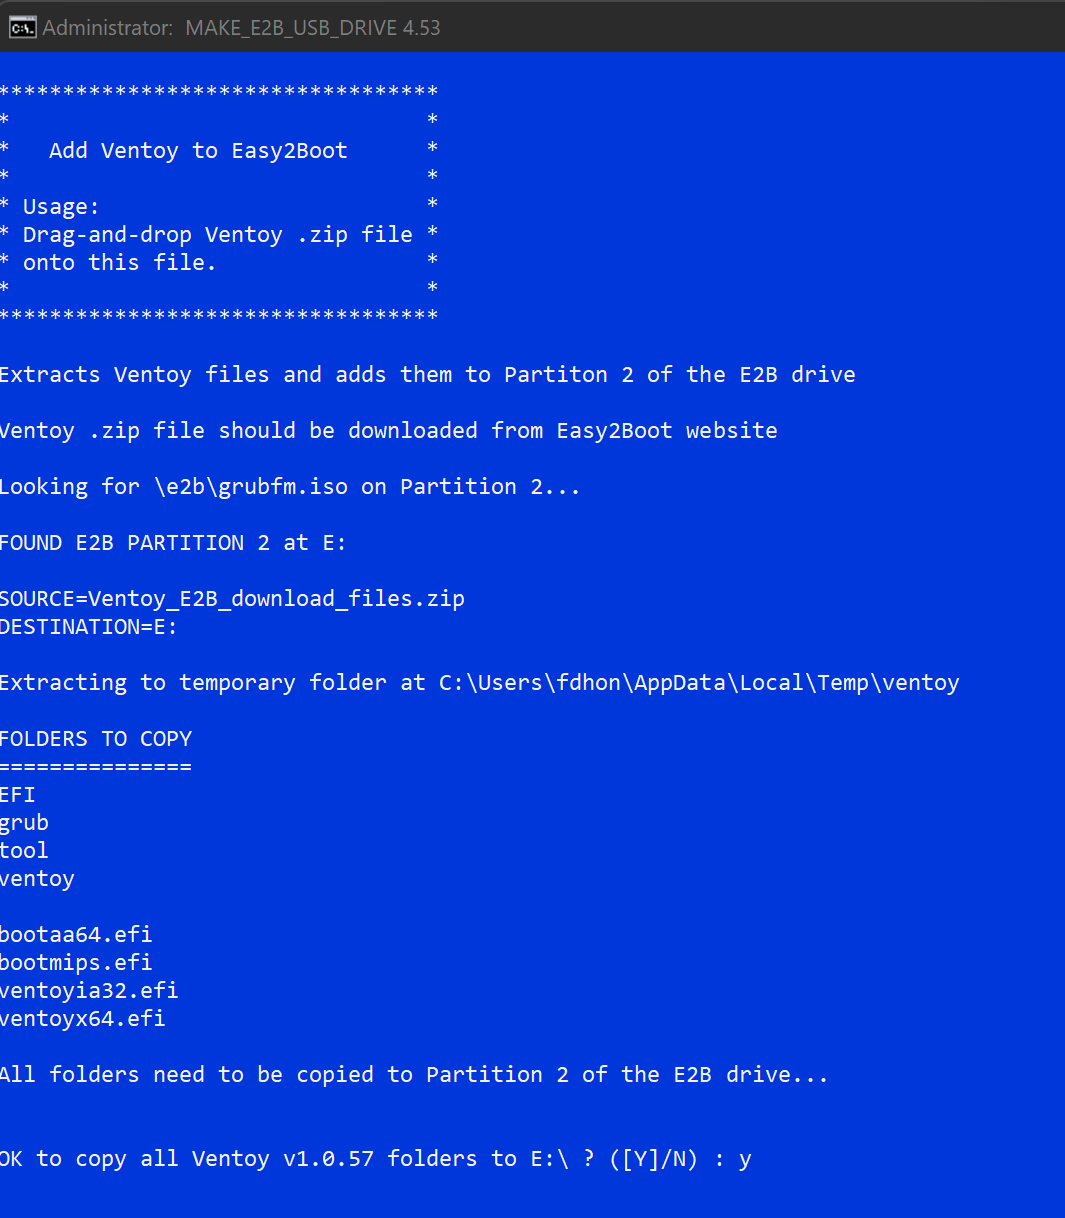 Administrator: MAKE_E2B_USB_DRIVE 4.53
**********************************
*                                *
*   Add Ventoy to Easy2Boot      *
*                                *
* Usage:                         *
* Drag-and-drop Ventoy .zip file *
* onto this file.                *
*                                *
**********************************
Extracts Ventoy files and adds them to Partiton 2 of the E2B drive
Ventoy .zip file should be downloaded from Easy2Boot website
Looking for \e2b\grubfm.iso on Partition 2...
FOUND E2B PARTITION 2 at E:
SOURCE=Ventoy_E2B_download_files.zip
DESTINATION=E:
Extracting to temporary folder at C:\Users\fdhon\AppData\Local\Temp\ventoy
FOLDERS TO COPY
===============
EFI
grub
tool
ventoy
bootaa64.efi
bootmips.efi
ventoyia32.efi
ventoyx64.efi
All folders need to be copied to Partition 2 of the E2B drive...
OK to copy all Ventoy v1.0.57 folders to E:\ ? ([Y]/N) : y